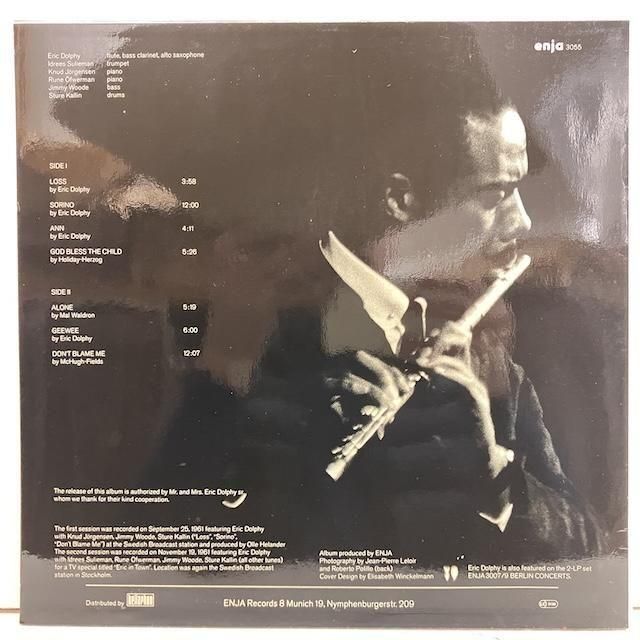 enja 3055
Eric Dolphy flute, bass clarinet, alto saxophone
Idrees Sulieman trumpet
Knud Jörgensen piano
Rune Öfwerman piano
Jimmy Woode bass
Sture Kallin drums
SIDE I
LOSS 3:58
by Eric Dolphy
SORINO 12:00
by Eric Dolphy
ANN 4:11
by Eric Dolphy
GOD BLESS THE CHILD 5:26
by Holiday-Herzog
SIDE II
ALONE 5:19
by Mal Waldron
GEEWEE 6:00
by Eric Dolphy
DON'T BLAME ME 12:07
by McHugh-Fields
The release of this album is authorized by Mr. and Mrs. Eric Dolphy sr.
whom we thank for their kind cooperation.
The first session was recorded on September 25, 1961 featuring Eric Dolphy
with Knud Jörgensen, Jimmy Woode, Sture Kallin ("Loss", "Sorino",
"Don't Blame Me") at the Swedish Broadcast station and produced by Olle Helander
The second session was recorded on November 19, 1961 featuring Eric Dolphy
with Idrees Sulieman, Rune Öfwerman, Jimmy Woode, Sture Kallin (all other tunes)
for a TV special titled "Eric in Town". Location was again the Swedish Broadcast
station in Stockholm.
Album produced by ENJA
Photography by Jean-Pierre Leloir
and Roberto Polillo (back)
Cover Design by Elisabeth Winckelmann
Eric Dolphy is also featured on the 2-LP set
ENJA 3007/9 BERLIN CONCERTS.
Distributed by bellaphon
ENJA Records 8 Munich 19, Nymphenburgerstr. 209